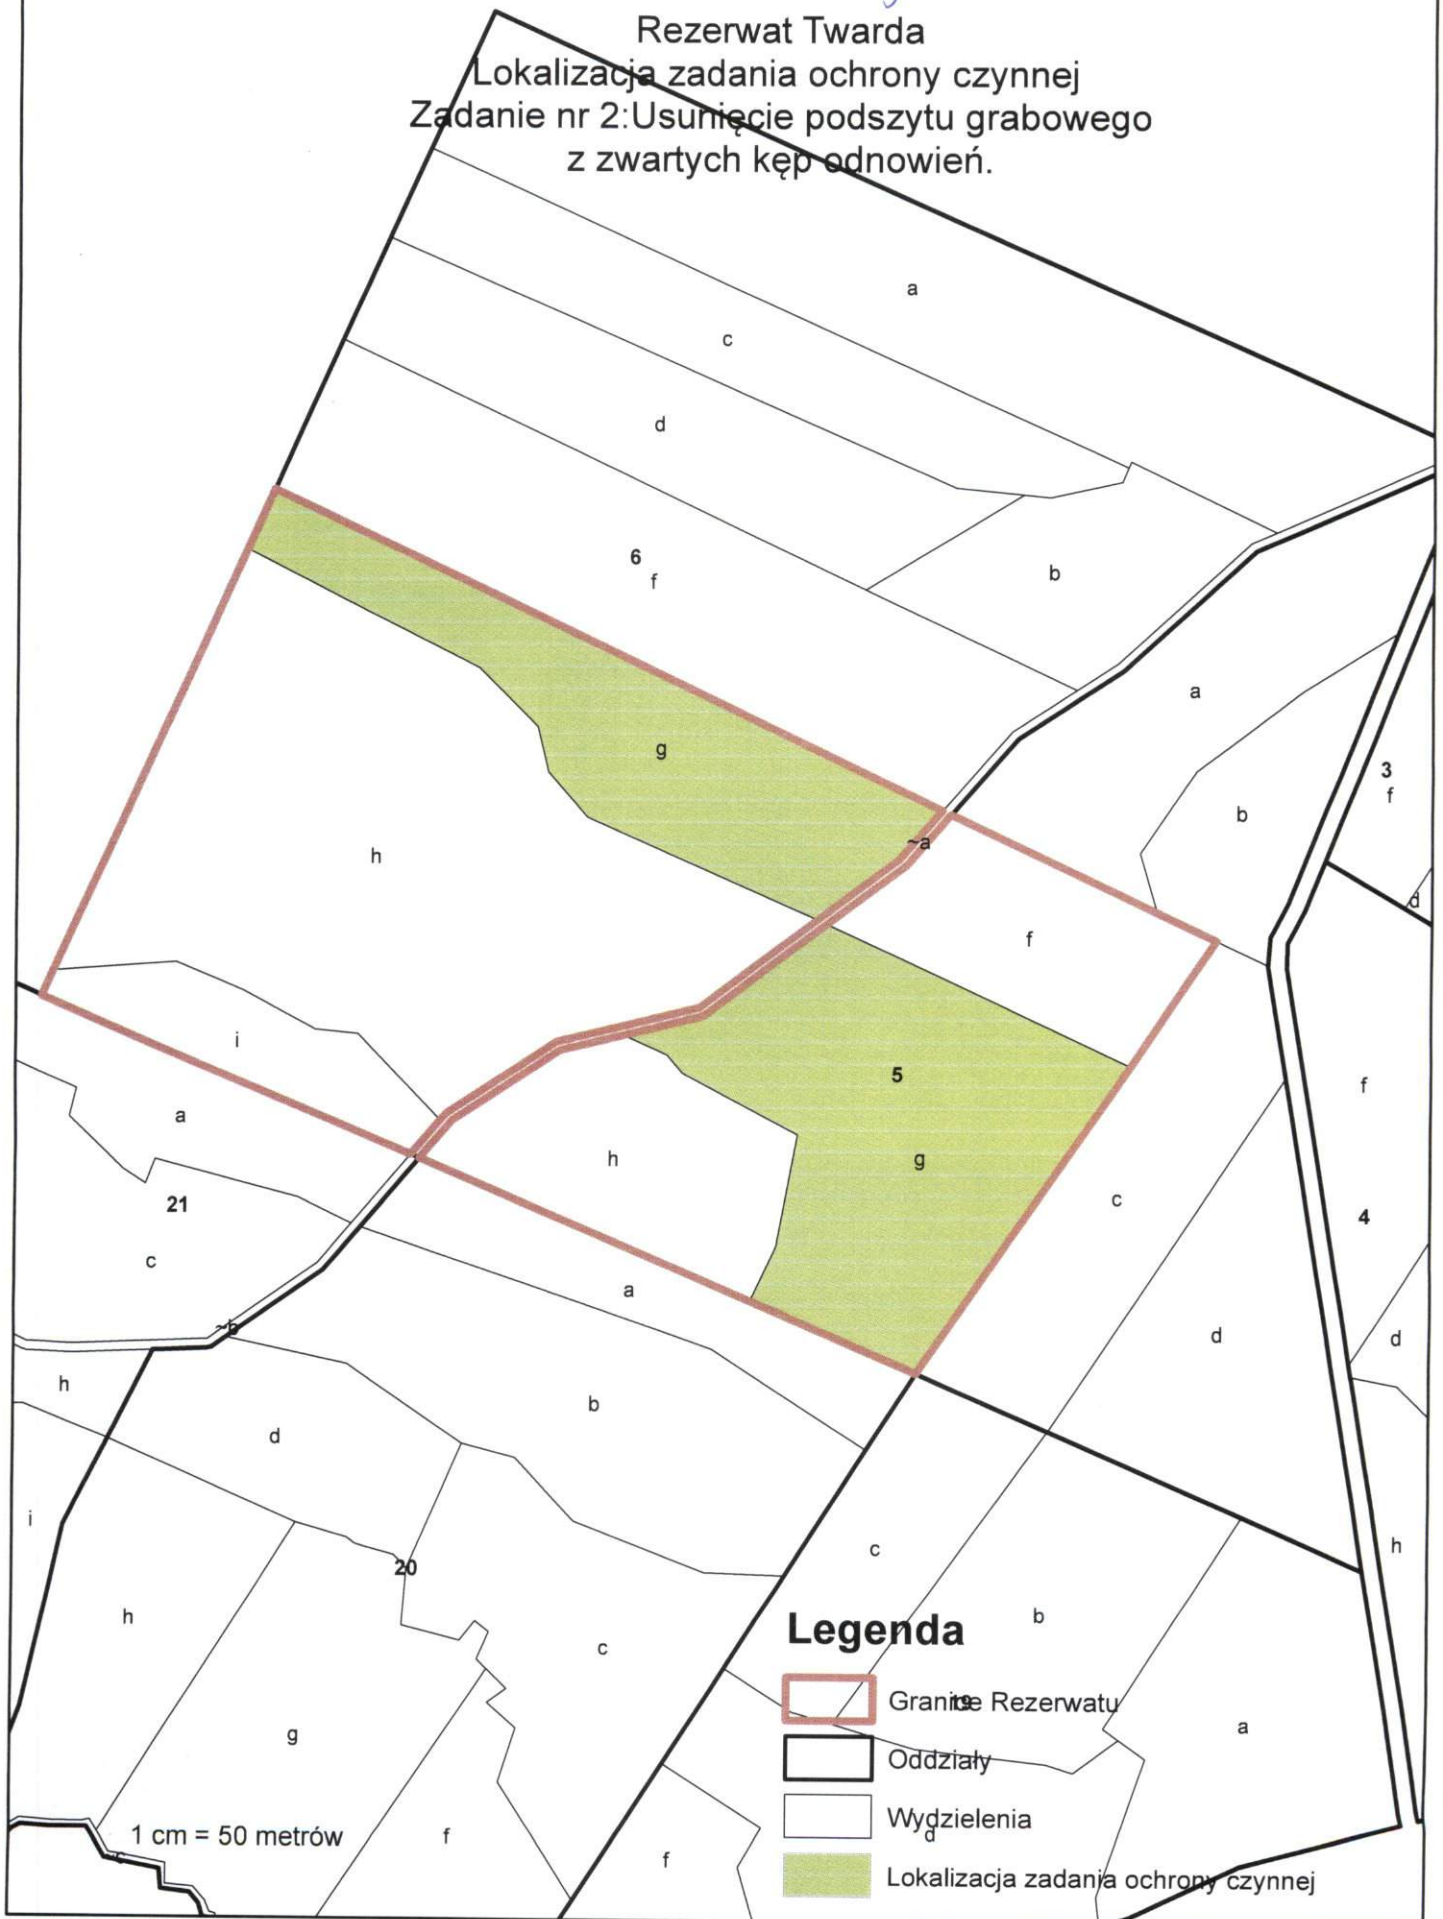 Rezerwat Twarda
Lokalizacja zadania ochrony czynnej
Zadanie nr 2:Usunięcie podszytu grabowego
z zwartych kęp odnowień.
a
c
d
6
f
b
a
g
3
f
b
~a
h
d
f
i
5
f
a
h
g
c
21
4
c
a
~b
d
d
h
b
d
i
c
h
20
h
b
c
Legenda
Granice Rezerwatu
19
a
g
Oddziały
Wydzielenia
d
1 cm = 50 metrów
f
f
Lokalizacja zadania ochrony czynnej